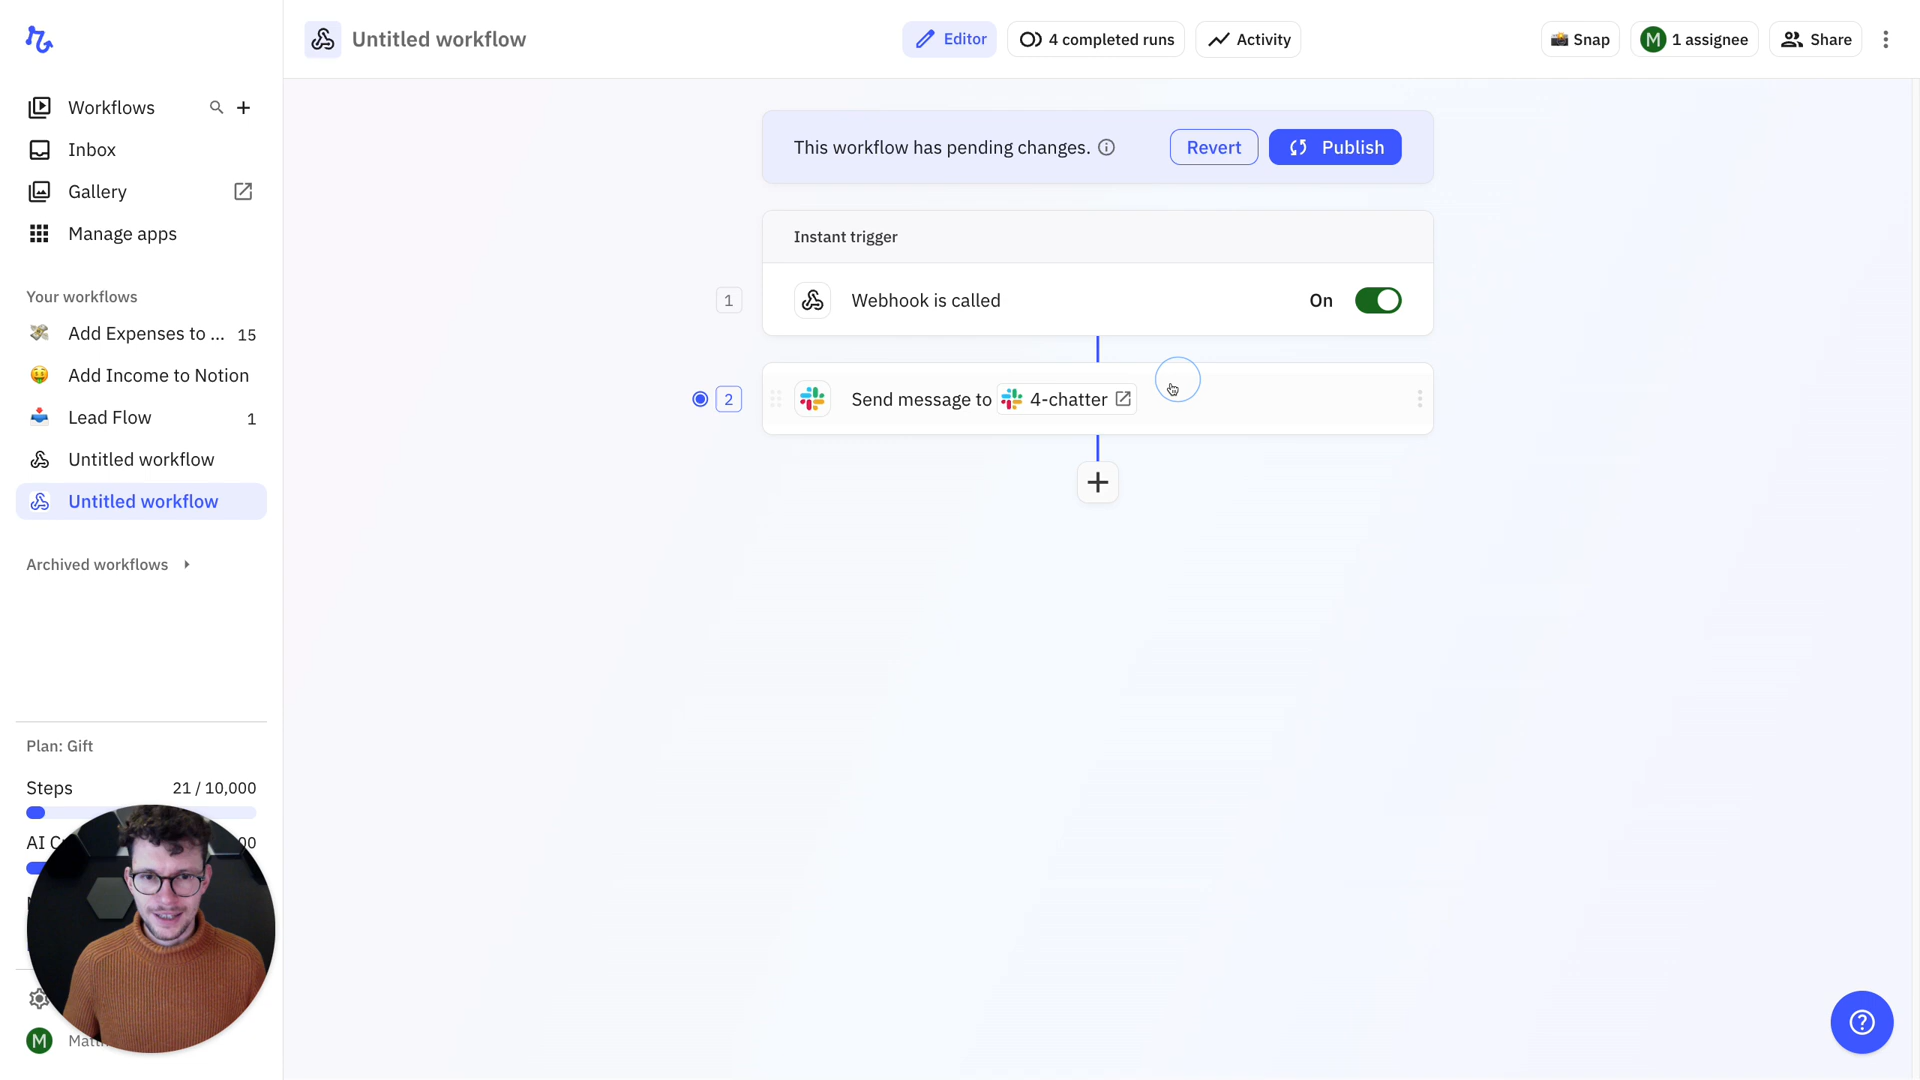 Untitled workflow
Editor
4 completed runs
Activity
Snap
M 1 assignee
Share
Workflows
Inbox
Gallery
Manage apps
Your workflows
Add Expenses to ... 15
Add Income to Notion
Lead Flow 1
Untitled workflow
Untitled workflow
Archived workflows
Plan: Gift
Steps 21 / 10,000
AI
M
This workflow has pending changes.
Revert
Publish
Instant trigger
1 Webhook is called On
2 Send message to 4-chatter